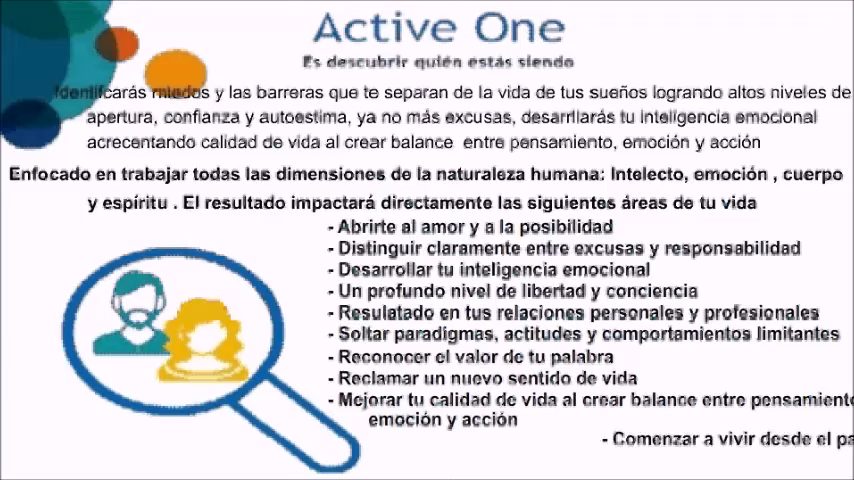 Active One
Es descubrir quién estás siendo
Identifcarás miedos y las barreras que te separan de la vida de tus sueños logrando altos niveles de
apertura, confianza y autoestima, ya no más excusas, desarrlarás tu inteligencia emocional
acrecentando calidad de vida al crear balance entre pensamiento, emoción y acción
Enfocado en trabajar todas las dimensiones de la naturaleza humana: Intelecto, emoción , cuerpo
y espíritu . El resultado impactará directamente las siguientes áreas de tu vida
- Abrirte al amor y a la posibilidad
- Distinguir claramente entre excusas y responsabilidad
- Desarrollar tu inteligencia emocional
- Un profundo nivel de libertad y conciencia
- Resulatado en tus relaciones personales y profesionales
- Soltar paradigmas, actitudes y comportamientos limitantes
- Reconocer el valor de tu palabra
- Reclamar un nuevo sentido de vida
- Mejorar tu calidad de vida al crear balance entre pensamiento
emoción y acción
- Comenzar a vivir desde el pa